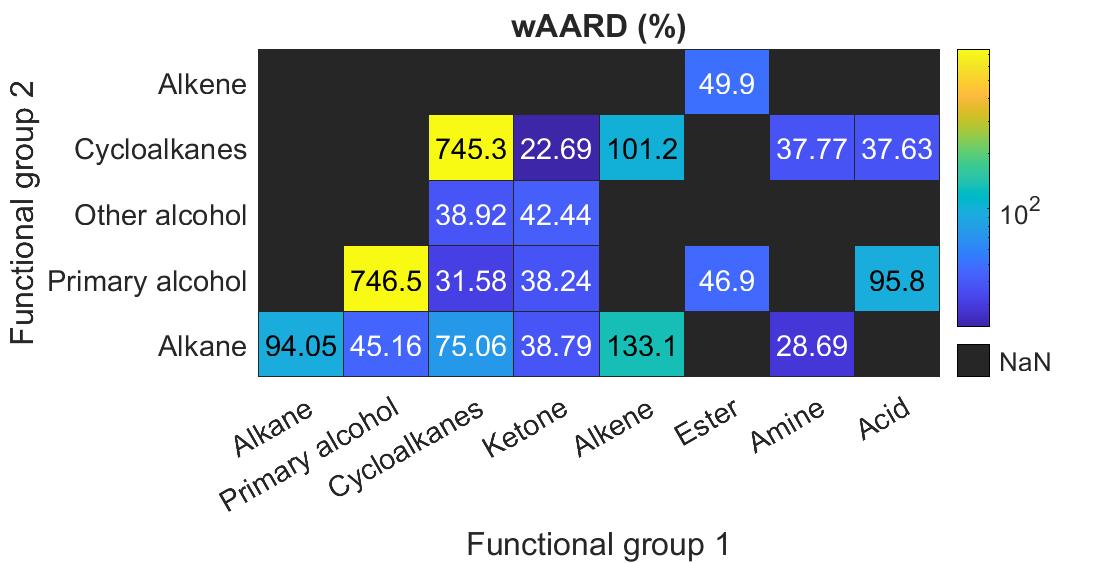 wAARD (%)
Functional group 2
Alkene 49.9
Cycloalkanes 745.3 22.69 101.2 37.77 37.63
Other alcohol 38.92 42.44
Primary alcohol 746.5 31.58 38.24 46.9 95.8
Alkane 94.05 45.16 75.06 38.79 133.1 28.69
10²
NaN
Alkane Primary alcohol Cycloalkanes Ketone Alkene Ester Amine Acid
Functional group 1